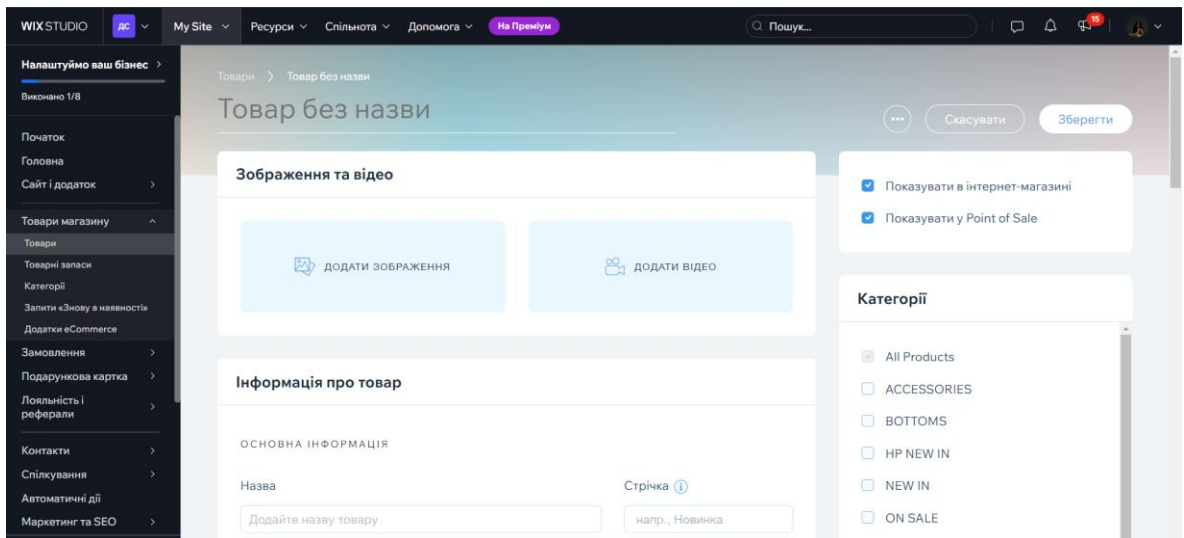 WIX STUDIO ДС My Site Ресурси Спільнота Допомога На Преміум Пошук... 15
Налаштуймо ваш бізнес
Виконано 1/8
Початок
Головна
Сайт і додаток
Товари магазину
Товари
Товарні запаси
Категорії
Запити «Знову в наявності»
Додатки eCommerce
Замовлення
Подарункова картка
Лояльність і
реферали
Контакти
Спілкування
Автоматичні дії
Маркетинг та SEO
Товари > Товар без назви
Товар без назви
Скасувати
Зберегти
Зображення та відео
ДОДАТИ ЗОБРАЖЕННЯ
ДОДАТИ ВІДЕО
Інформація про товар
ОСНОВНА ІНФОРМАЦІЯ
Назва
Додайте назву товару
Стрічка
напр., Новинка
Показувати в інтернет-магазині
Показувати у Point of Sale
Категорії
All Products
ACCESSORIES
BOTTOMS
HP NEW IN
NEW IN
ON SALE